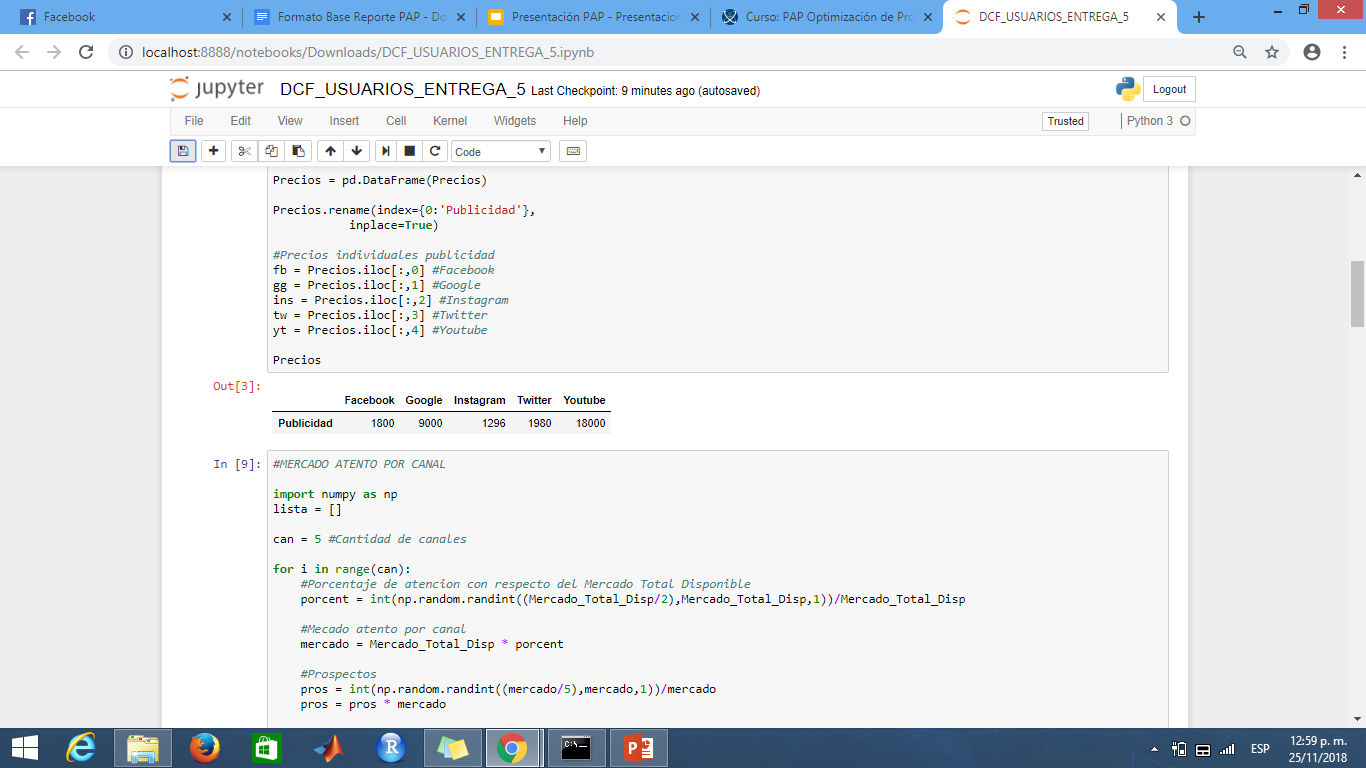 Facebook
Formato Base Reporte PAP - Do
Presentación PAP - Presentacion
Curso: PAP Optimización de Pro
DCF_USUARIOS_ENTREGA_5
localhost:8888/notebooks/Downloads/DCF_USUARIOS_ENTREGA_5.ipynb
jupyter DCF_USUARIOS_ENTREGA_5 Last Checkpoint: 9 minutes ago (autosaved)
Logout
File Edit View Insert Cell Kernel Widgets Help
Trusted
Python 3
Code
Precios = pd.DataFrame(Precios)
Precios.rename(index={0:'Publicidad'},
inplace=True)
#Precios individuales publicidad
fb = Precios.iloc[:,0] #Facebook
gg = Precios.iloc[:,1] #Google
ins = Precios.iloc[:,2] #Instagram
tw = Precios.iloc[:,3] #Twitter
yt = Precios.iloc[:,4] #Youtube
Precios
Out[3]:
Facebook Google Instagram Twitter Youtube
Publicidad 1800 9000 1296 1980 18000
In [9]:
#MERCADO ATENTO POR CANAL
import numpy as np
lista = []
can = 5 #Cantidad de canales
for i in range(can):
#Porcentaje de atencion con respecto del Mercado Total Disponible
porcent = int(np.random.randint((Mercado_Total_Disp/2),Mercado_Total_Disp,1))/Mercado_Total_Disp
#Mecado atento por canal
mercado = Mercado_Total_Disp * porcent
#Prospectos
pros = int(np.random.randint((mercado/5),mercado,1))/mercado
pros = pros * mercado
ESP
12:59 p. m.
25/11/2018